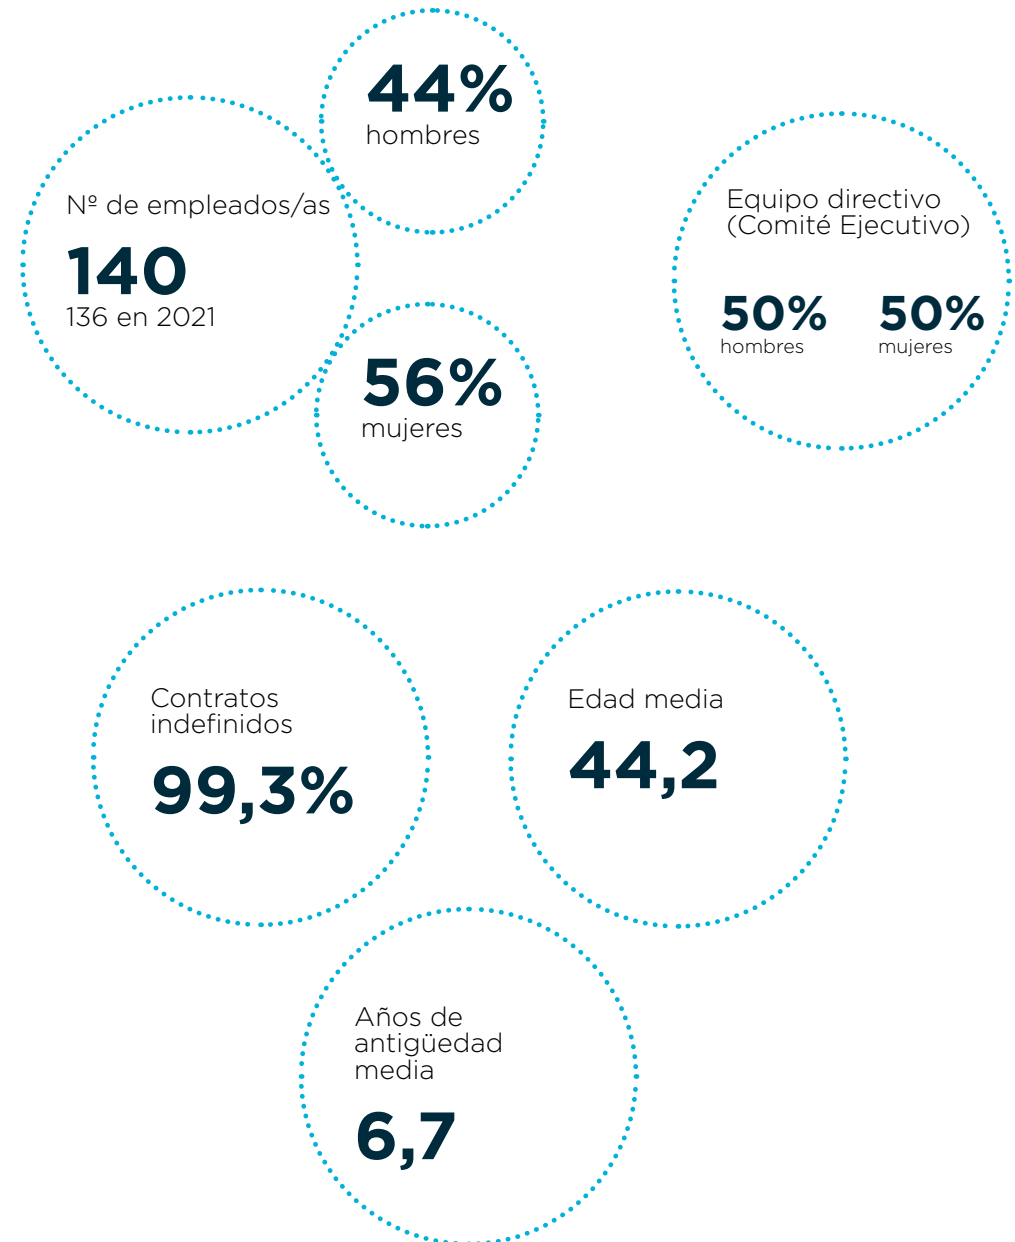 44%
hombres
Nº de empleados/as
140
136 en 2021
56%
mujeres
Equipo directivo
(Comité Ejecutivo)
50%
hombres
50%
mujeres
Contratos
indefinidos
99,3%
Edad media
44,2
Años de
antigüedad
media
6,7